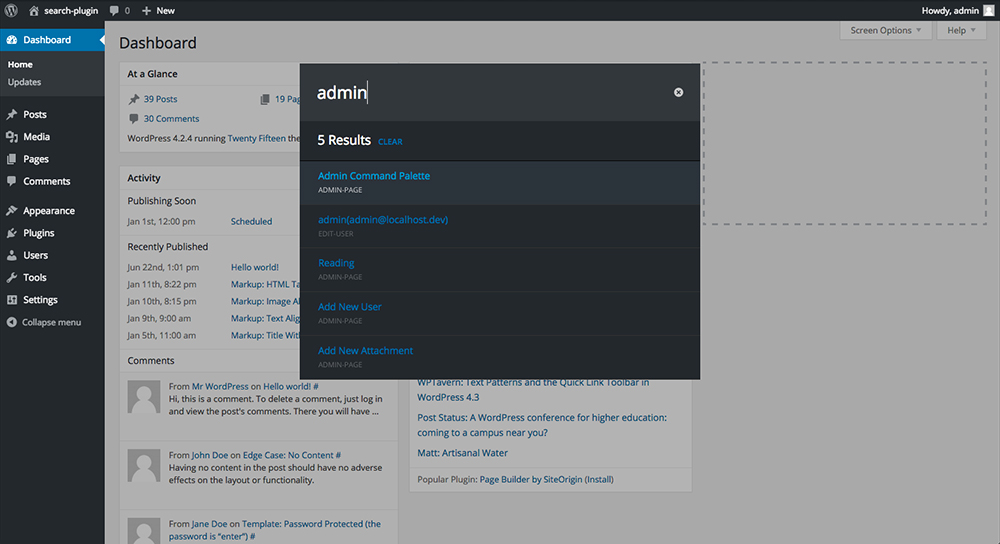 search-plugin
0
New
Howdy, admin
Dashboard
Home
Updates
Posts
Media
Pages
Comments
Appearance
Plugins
Users
Tools
Settings
Collapse menu
Dashboard
Screen Options
Help
At a Glance
39 Posts
19
30 Comments
WordPress 4.2.4 running Twenty Fifteen
Activity
Publishing Soon
Jan 1st, 12:00 pm Scheduled
Recently Published
Jun 22nd, 1:01 pm Hello world!
Jan 11th, 8:22 pm Markup: HTML
Jan 10th, 8:15 pm Markup: Image
Jan 9th, 9:00 am Markup: Text
Jan 5th, 11:00 am Markup: Title
Comments
From Mr WordPress on Hello world! #
Hi, this is a comment. To delete a comment, just log in
and view the post's comments. There you will have ...
From John Doe on Edge Case: No Content #
Having no content in the post should have no adverse
effects on the layout or functionality.
From Jane Doe on Template: Password Protected (the
password is “enter”) #
admin
5 Results CLEAR
Admin Command Palette
ADMIN-PAGE
admin(admin@localhost.dev)
EDIT-USER
Reading
ADMIN-PAGE
Add New User
ADMIN-PAGE
Add New Attachment
ADMIN-PAGE
WPTavern: Text Patterns and the Quick Link Toolbar in
WordPress 4.3
Post Status: A WordPress conference for higher education:
coming to a campus near you?
Matt: Artisanal Water
Popular Plugin: Page Builder by SiteOrigin (Install)